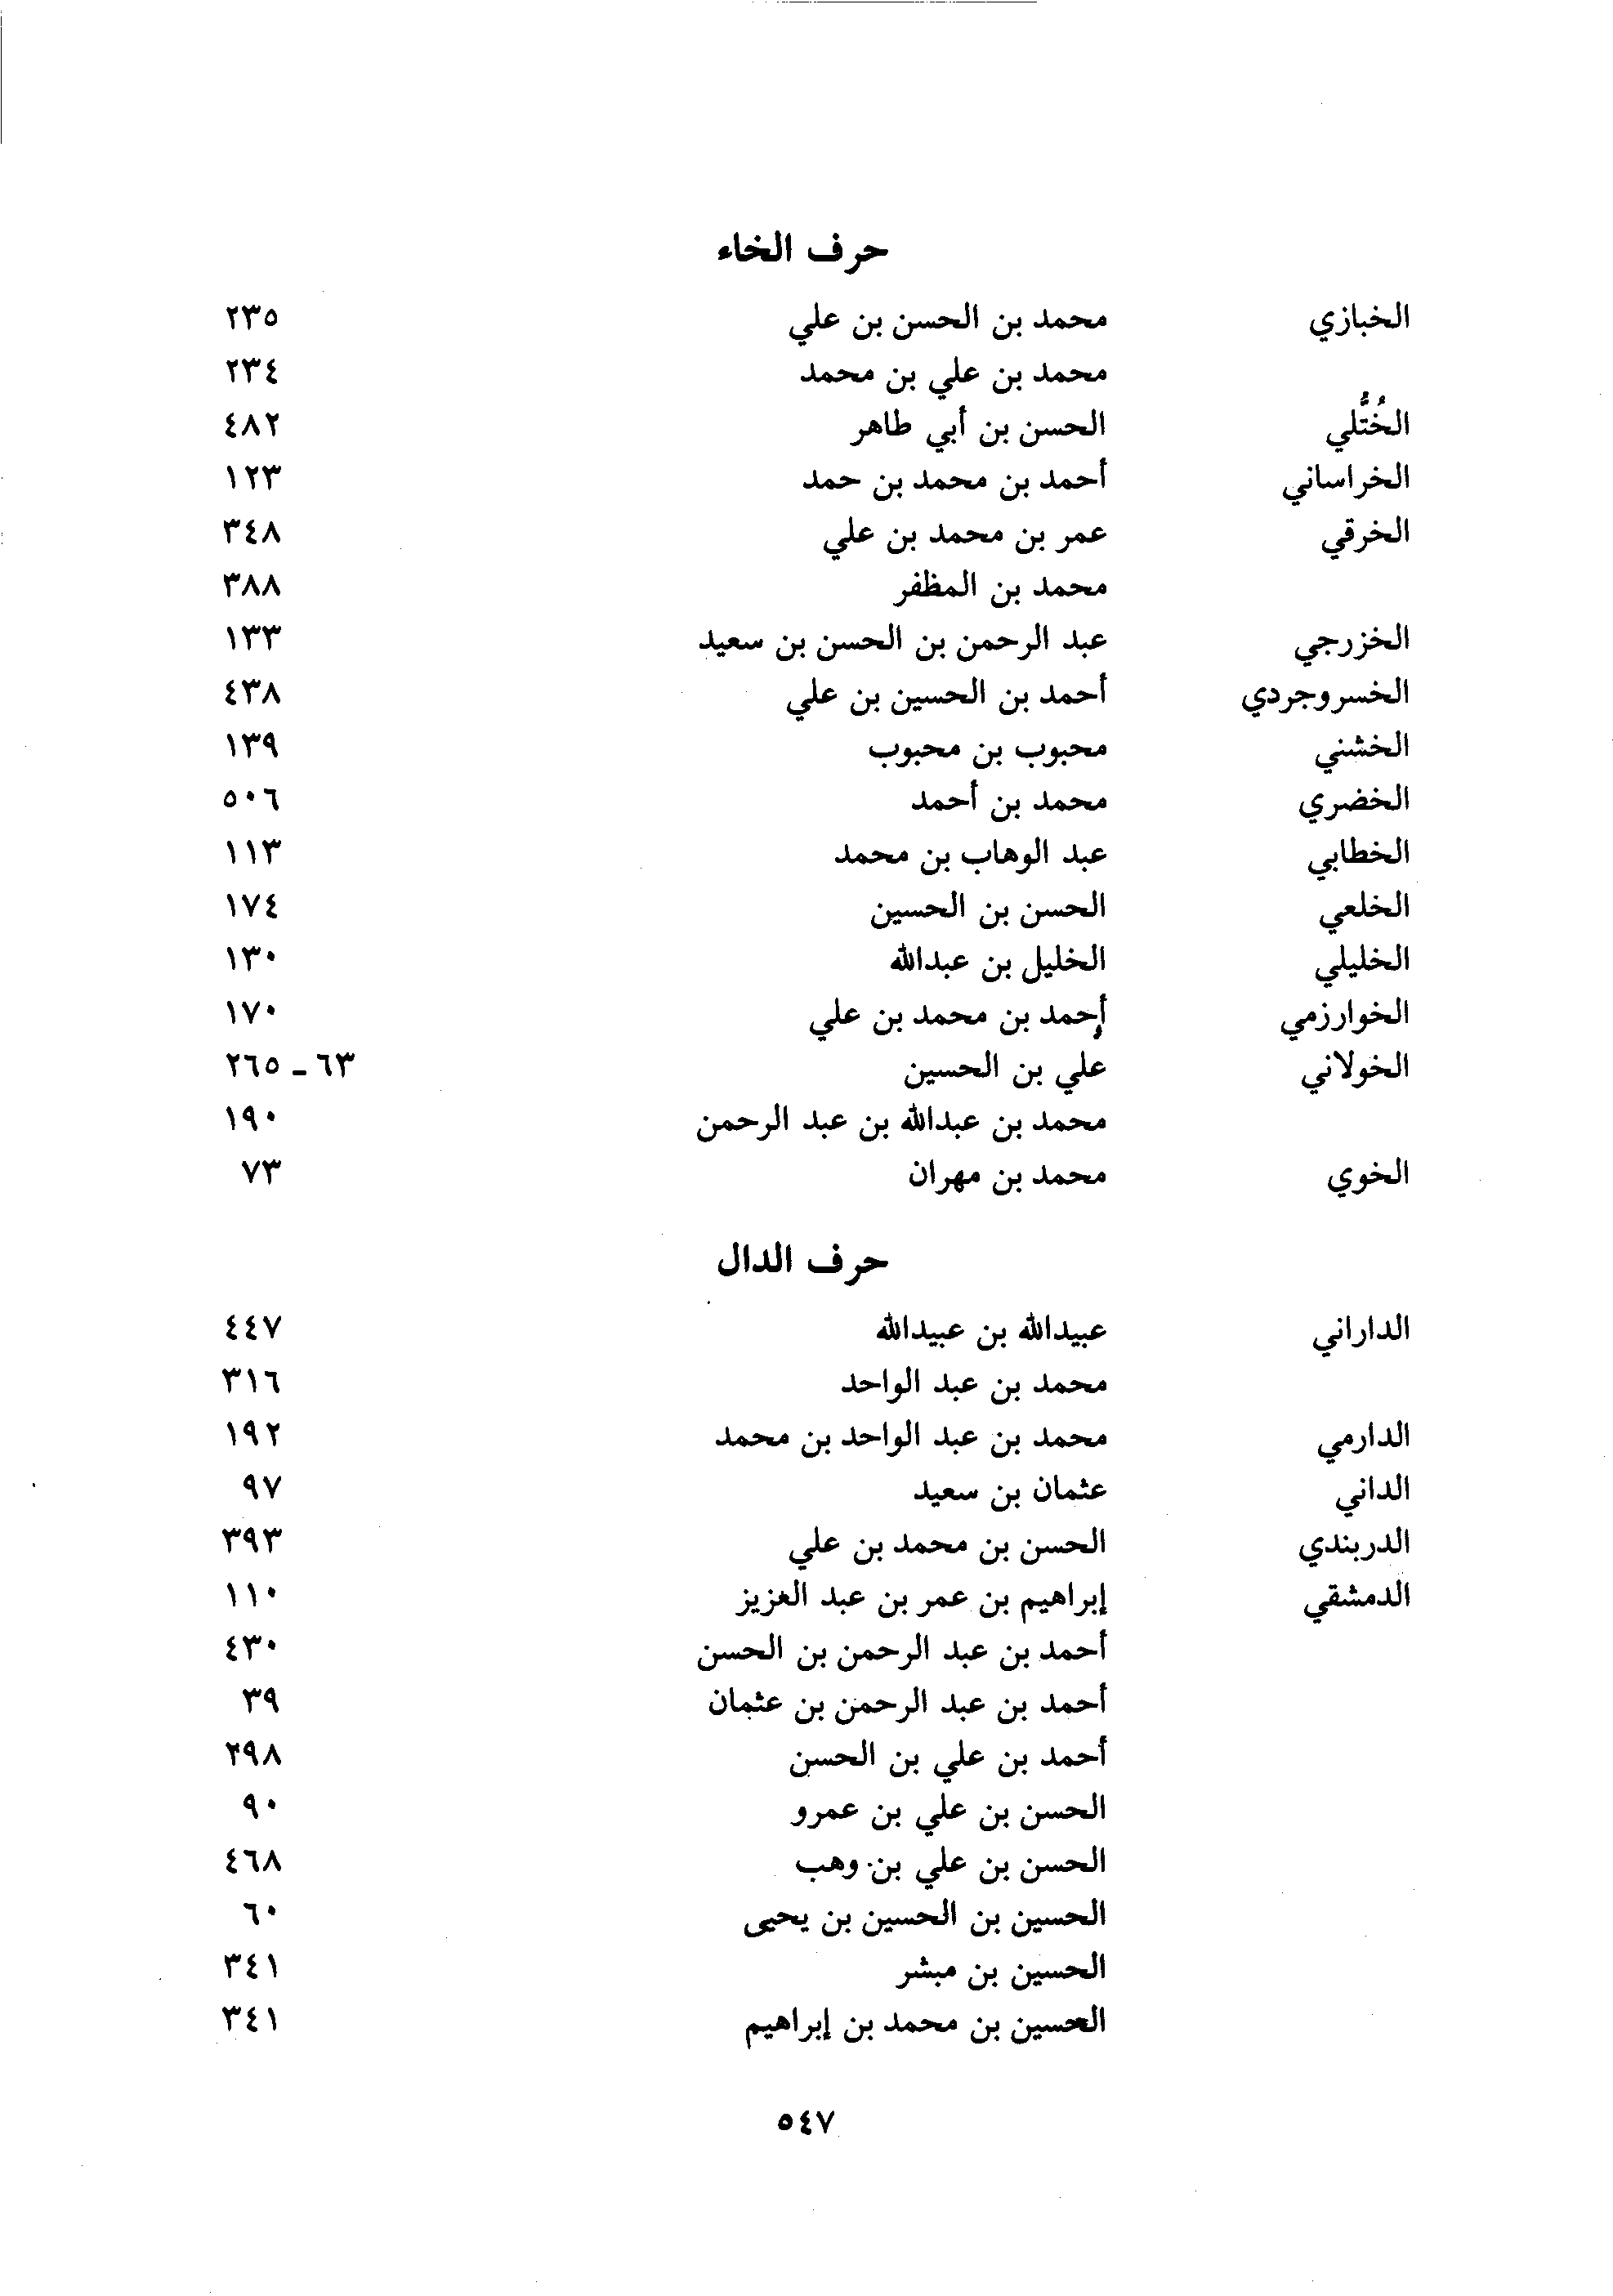 حرف الخاء
الخبازي محمد بن الحسن بن علي ٢٣٥
محمد بن علي بن محمد ٢٣٤
الخُتُّلي الحسن بن أبي طاهر ٤٨٢
الخراساني أحمد بن محمد بن حمد ١٢٣
الخرقي عمر بن محمد بن علي ٣٤٨
محمد بن المظفر ٣٨٨
الخزرجي عبد الرحمن بن الحسن بن سعيد ١٣٣
الخسروجردي أحمد بن الحسين بن علي ٤٣٨
الخشني محبوب بن محبوب ١٣٩
الخضري محمد بن أحمد ٥٠٦
الخطابي عبد الوهاب بن محمد ١١٣
الخلعي الحسن بن الحسين ١٧٤
الخليلي الخليل بن عبدالله ١٣٠
الخوارزمي أحمد بن محمد بن علي ١٧٠
الخولاني علي بن الحسين ٦٣ - ٢٦٥
محمد بن عبدالله بن عبد الرحمن ١٩٠
الخوي محمد بن مهران ٧٣
حرف الدال
الداراني عبيدالله بن عبيدالله ٤٤٧
محمد بن عبد الواحد ٣١٦
الدارمي محمد بن عبد الواحد بن محمد ١٩٢
الداني عثمان بن سعيد ٩٧
الدربندي الحسن بن محمد بن علي ٣٩٣
الدمشقي إبراهيم بن عمر بن عبد العزيز ١١٠
أحمد بن عبد الرحمن بن الحسن ٤٣٠
أحمد بن عبد الرحمن بن عثمان ٣٩
أحمد بن علي بن الحسن ٢٩٨
الحسن بن علي بن عمرو ٩٠
الحسن بن علي بن وهب ٤٦٨
الحسين بن الحسين بن يحيى ٦٠
الحسين بن مبشر ٣٤١
الحسين بن محمد بن إبراهيم ٣٤١
٥٤٧